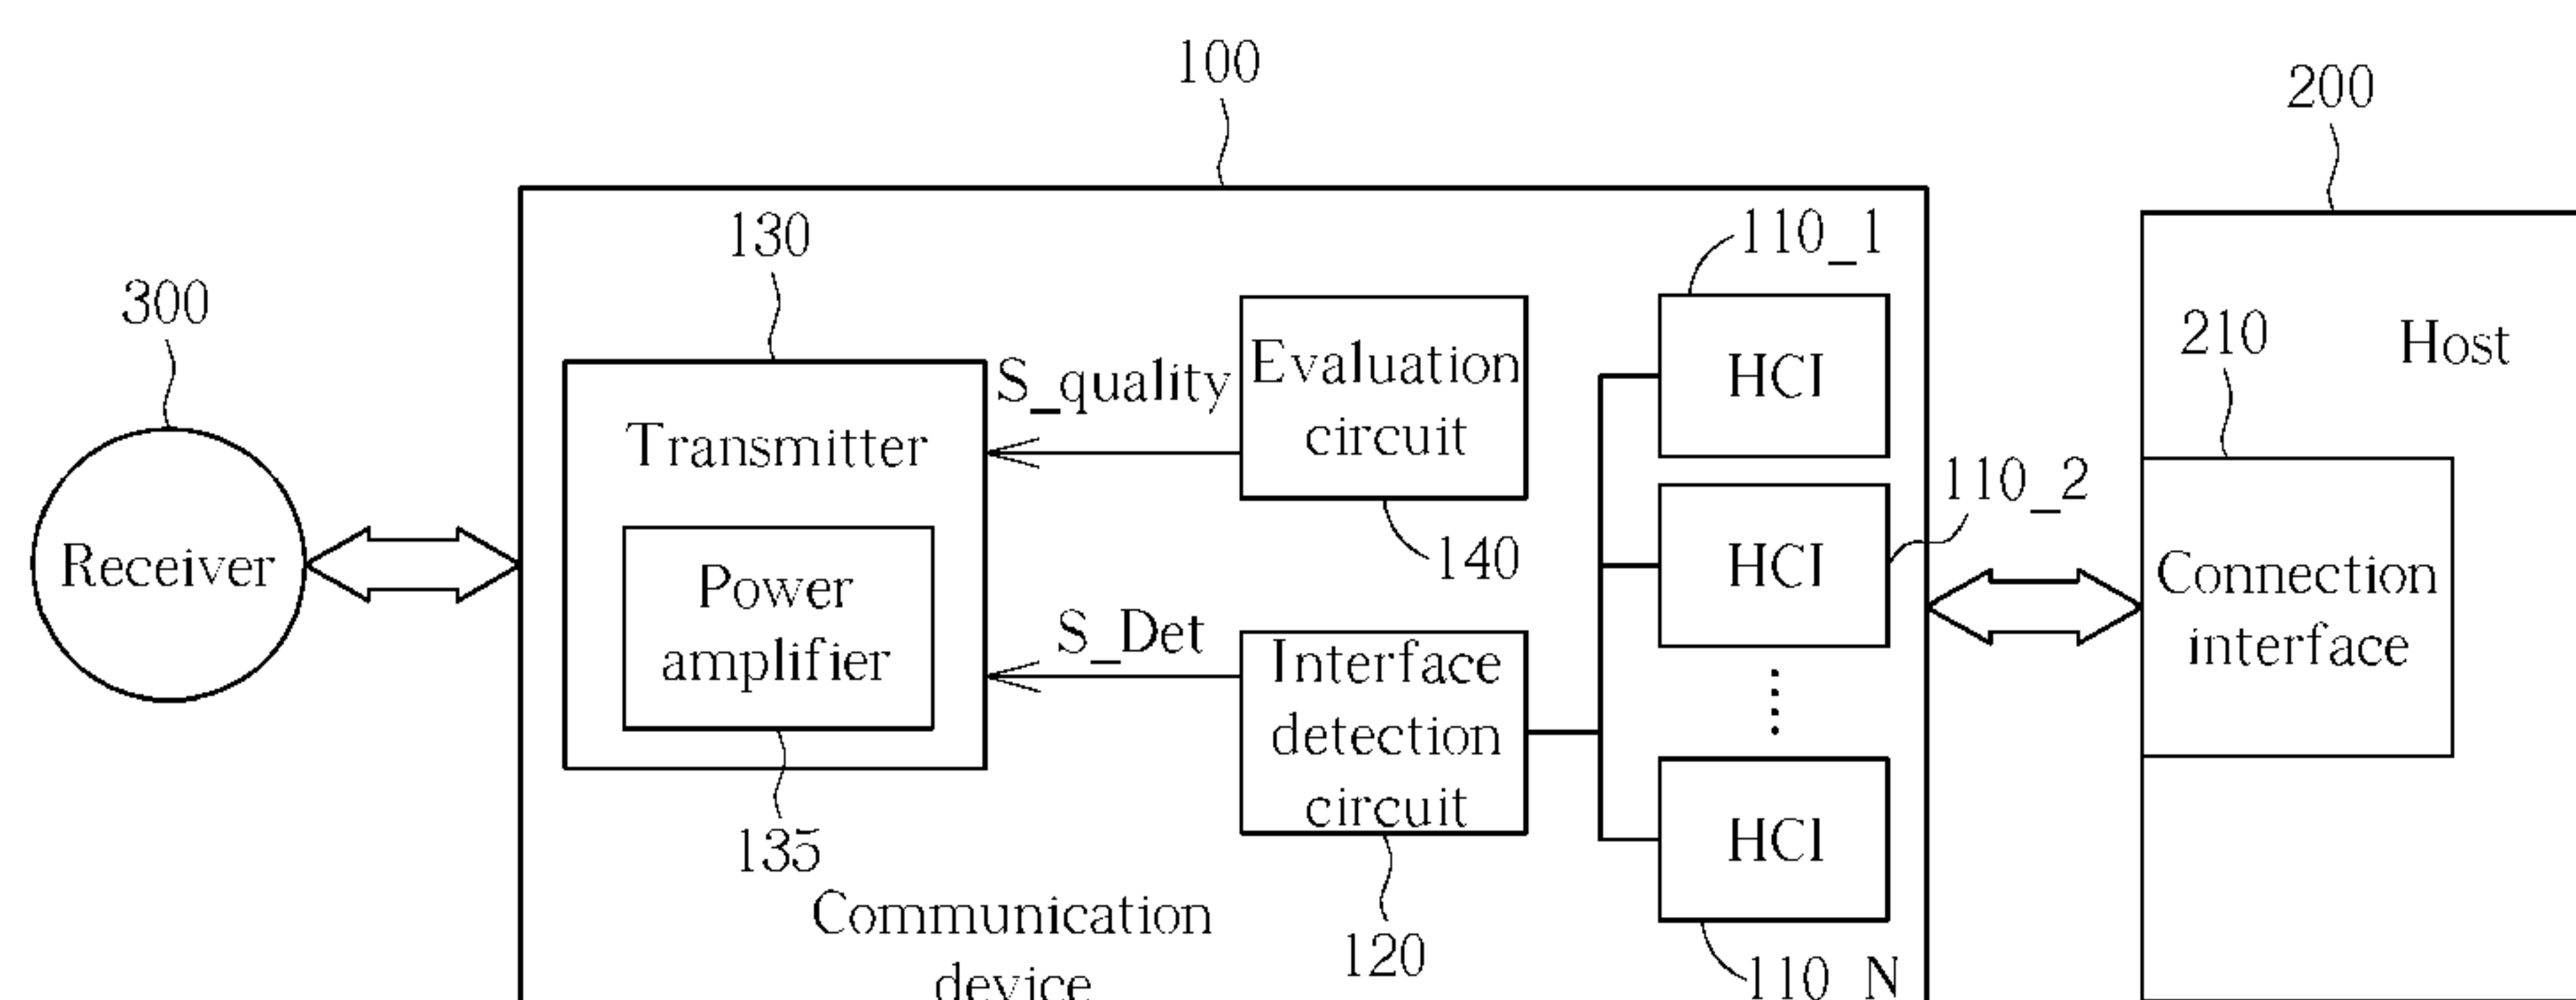 100
200
130
110_1
300
210
Host
S_quality
Evaluation
circuit
HCI
Transmitter
110_2
140
Receiver
Power
amplifier
HCI
Connection
interface
S_Det
Interface
detection
circuit
HCI
135
120
Communication
device
110_N